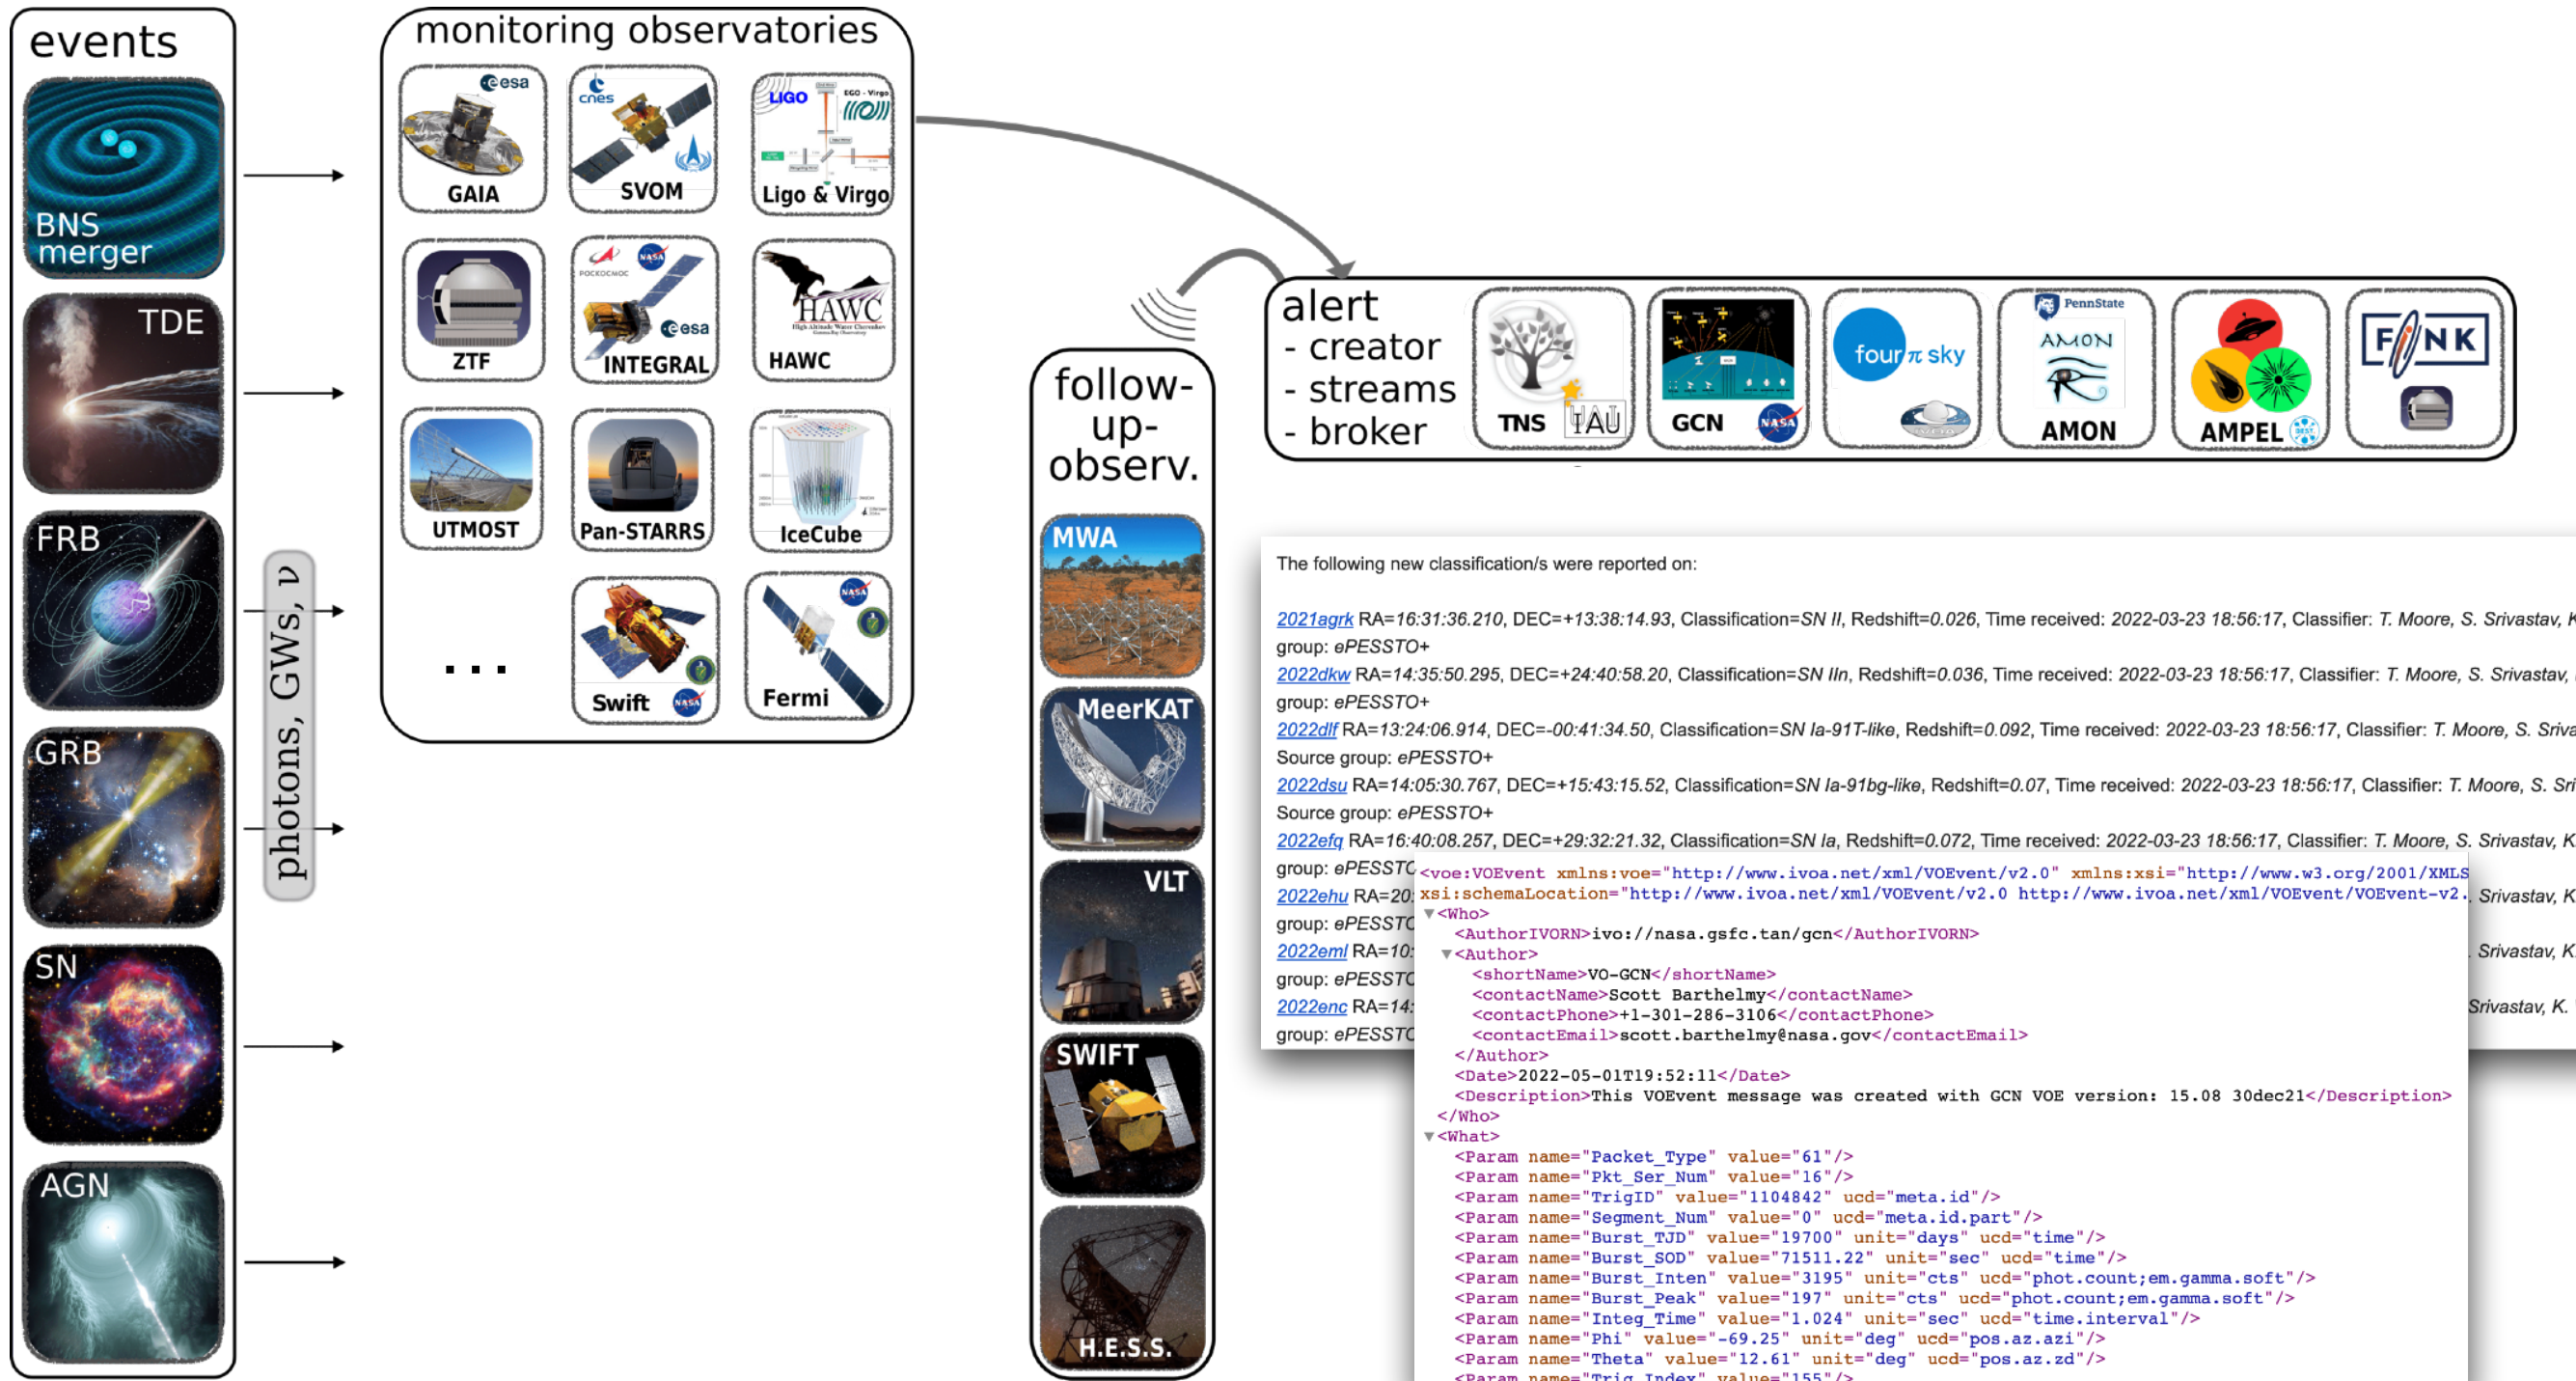 events
BNS
merger
TDE
FRB
GRB
SN
AGN
photons, GWs, ν
monitoring observatories
esa
GAIA
cnes
SVOM
LIGO
EGO - Virgo
Ligo & Virgo
ZTF
РОСКОСМОС
NASA
esa
INTEGRAL
HAWC
High Altitude Water Cherenkov
Gamma-Ray Observatory
HAWC
UTMOST
Pan-STARRS
IceCube
...
Swift
NASA
NASA
Fermi
follow-
up-
observ.
MWA
MeerKAT
VLT
SWIFT
H.E.S.S.
alert
- creator
- streams
- broker
TNS
IAU
GCN
NASA
four π sky
PennState
AMON
AMON
AMPEL
FINK
The following new classification/s were reported on:
2021agrk RA=16:31:36.210, DEC=+13:38:14.93, Classification=SN II, Redshift=0.026, Time received: 2022-03-23 18:56:17, Classifier: T. Moore, S. Srivastav, K
group: ePESSTO+
2022dkw RA=14:35:50.295, DEC=+24:40:58.20, Classification=SN IIn, Redshift=0.036, Time received: 2022-03-23 18:56:17, Classifier: T. Moore, S. Srivastav,
group: ePESSTO+
2022dlf RA=13:24:06.914, DEC=-00:41:34.50, Classification=SN Ia-91T-like, Redshift=0.092, Time received: 2022-03-23 18:56:17, Classifier: T. Moore, S. Sriva
Source group: ePESSTO+
2022dsu RA=14:05:30.767, DEC=+15:43:15.52, Classification=SN Ia-91bg-like, Redshift=0.07, Time received: 2022-03-23 18:56:17, Classifier: T. Moore, S. Sri
Source group: ePESSTO+
2022efq RA=16:40:08.257, DEC=+29:32:21.32, Classification=SN Ia, Redshift=0.072, Time received: 2022-03-23 18:56:17, Classifier: T. Moore, S. Srivastav, K.
group: ePESSTO
2022ehu RA=20: . Srivastav, K.
group: ePESSTO
2022eml RA=10: . Srivastav, K.
group: ePESSTO
2022enc RA=14: Srivastav, K.
group: ePESSTO
<voe:VOEvent xmlns:voe="http://www.ivoa.net/xml/VOEvent/v2.0" xmlns:xsi="http://www.w3.org/2001/XMLS
xsi:schemaLocation="http://www.ivoa.net/xml/VOEvent/v2.0 http://www.ivoa.net/xml/VOEvent/VOEvent-v2.
▼<Who>
<AuthorIVORN>ivo://nasa.gsfc.tan/gcn</AuthorIVORN>
▼<Author>
<shortName>VO-GCN</shortName>
<contactName>Scott Barthelmy</contactName>
<contactPhone>+1-301-286-3106</contactPhone>
<contactEmail>scott.barthelmy@nasa.gov</contactEmail>
</Author>
<Date>2022-05-01T19:52:11</Date>
<Description>This VOEvent message was created with GCN VOE version: 15.08 30dec21</Description>
</Who>
▼<What>
<Param name="Packet_Type" value="61"/>
<Param name="Pkt_Ser_Num" value="16"/>
<Param name="TrigID" value="1104842" ucd="meta.id"/>
<Param name="Segment_Num" value="0" ucd="meta.id.part"/>
<Param name="Burst_TJD" value="19700" unit="days" ucd="time"/>
<Param name="Burst_SOD" value="71511.22" unit="sec" ucd="time"/>
<Param name="Burst_Inten" value="3195" unit="cts" ucd="phot.count;em.gamma.soft"/>
<Param name="Burst_Peak" value="197" unit="cts" ucd="phot.count;em.gamma.soft"/>
<Param name="Integ_Time" value="1.024" unit="sec" ucd="time.interval"/>
<Param name="Phi" value="-69.25" unit="deg" ucd="pos.az.azi"/>
<Param name="Theta" value="12.61" unit="deg" ucd="pos.az.zd"/>
<Param name="Trig_Index" value="155"/>